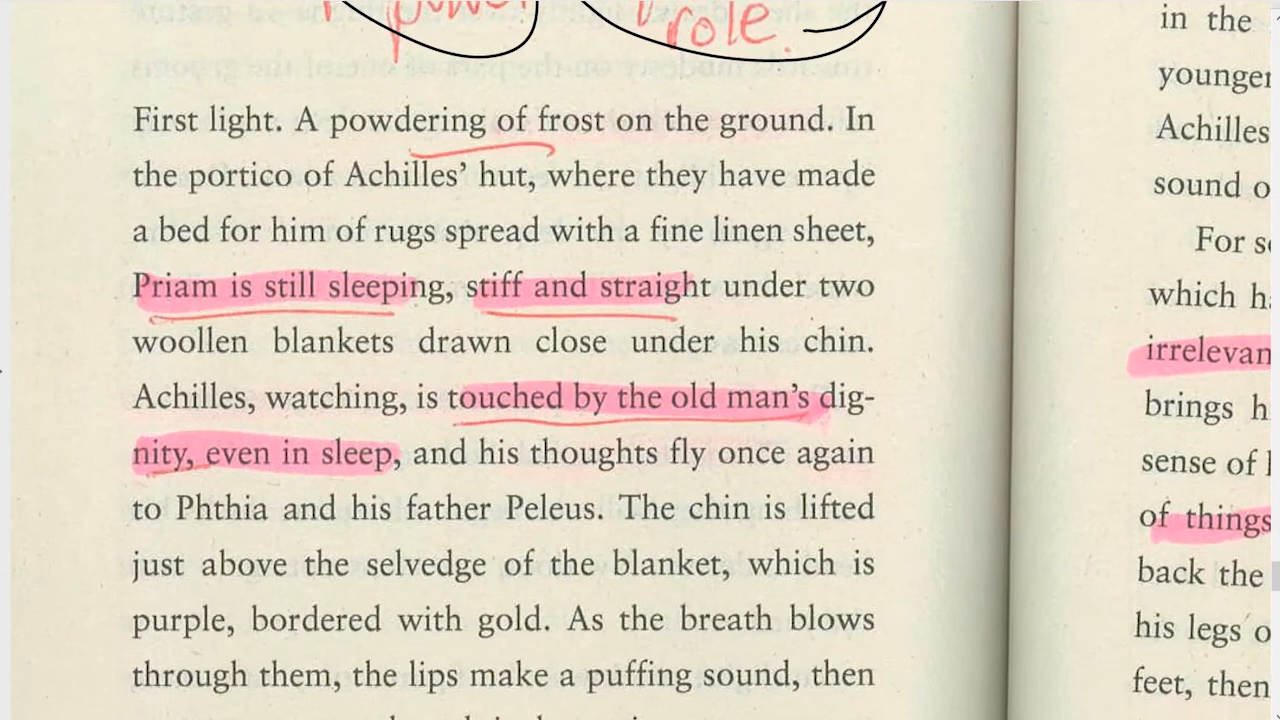 role.
First light. A powdering of frost on the ground. In
the portico of Achilles’ hut, where they have made
a bed for him of rugs spread with a fine linen sheet,
Priam is still sleeping, stiff and straight under two
woollen blankets drawn close under his chin.
Achilles, watching, is touched by the old man’s dig-
nity, even in sleep, and his thoughts fly once again
to Phthia and his father Peleus. The chin is lifted
just above the selvedge of the blanket, which is
purple, bordered with gold. As the breath blows
through them, the lips make a puffing sound, then
in the
younger
Achilles
sound o
For s
which h
irrelevan
brings h
sense of
of things
back the
his legs o
feet, then